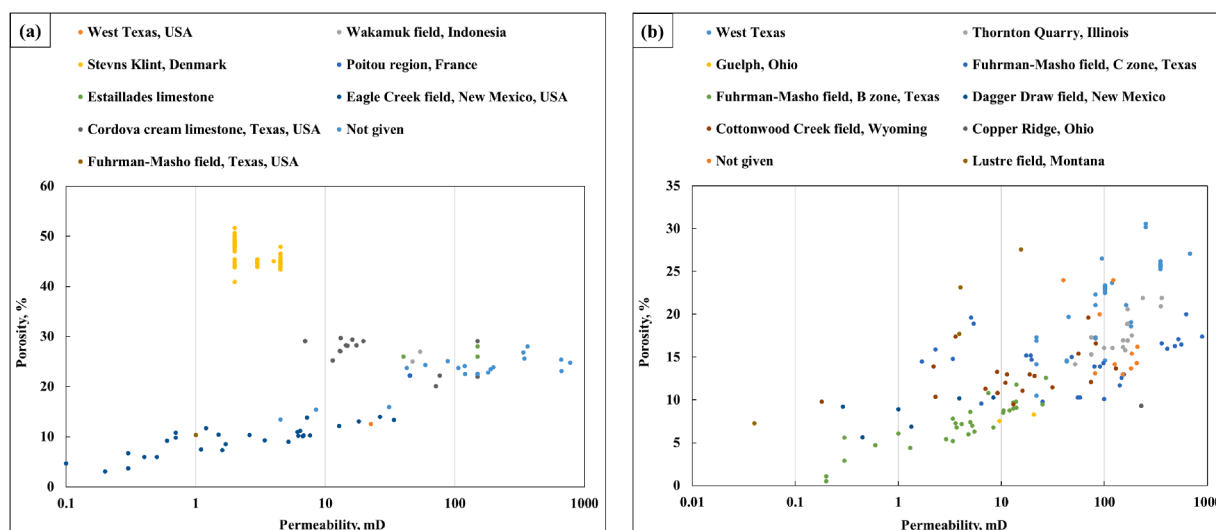 (a)
West Texas, USA
Wakamuk field, Indonesia
Stevns Klint, Denmark
Poitou region, France
Estaillades limestone
Eagle Creek field, New Mexico, USA
Cordova cream limestone, Texas, USA
Not given
Fuhrman-Masho field, Texas, USA
60
50
40
30
20
10
0
Porosity, %
0.1
1
10
100
1000
Permeability, mD
(b)
West Texas
Thornton Quarry, Illinois
Guelph, Ohio
Fuhrman-Masho field, C zone, Texas
Fuhrman-Masho field, B zone, Texas
Dagger Draw field, New Mexico
Cottonwood Creek field, Wyoming
Copper Ridge, Ohio
Not given
Lustre field, Montana
35
30
25
20
15
10
5
0
Porosity, %
0.01
0.1
1
10
100
1000
Permeability, mD